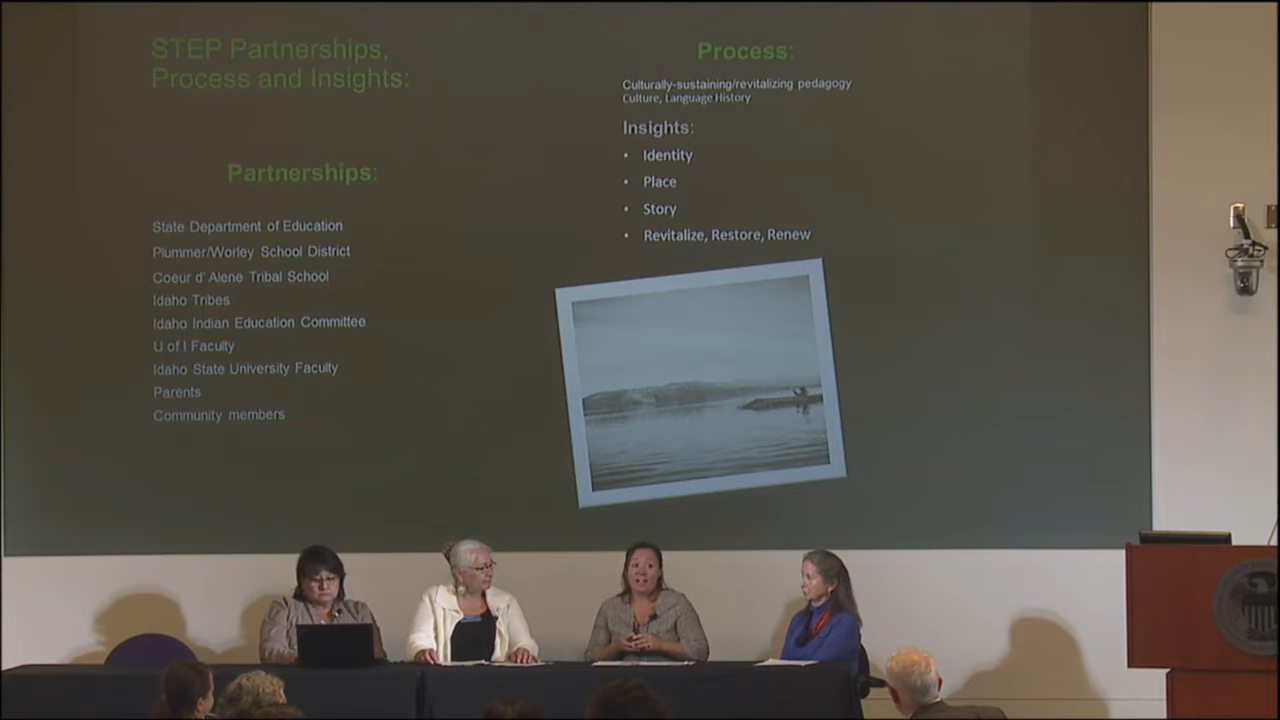 STEP Partnerships,
Process and Insights:
Partnerships:
State Department of Education
Plummer/Worley School District
Coeur d' Alene Tribal School
Idaho Tribes
Idaho Indian Education Committee
U of I Faculty
Idaho State University Faculty
Parents
Community members
Process:
Culturally-sustaining/revitalizing pedagogy
Culture, Language History
Insights:
• Identity
• Place
• Story
• Revitalize, Restore, Renew